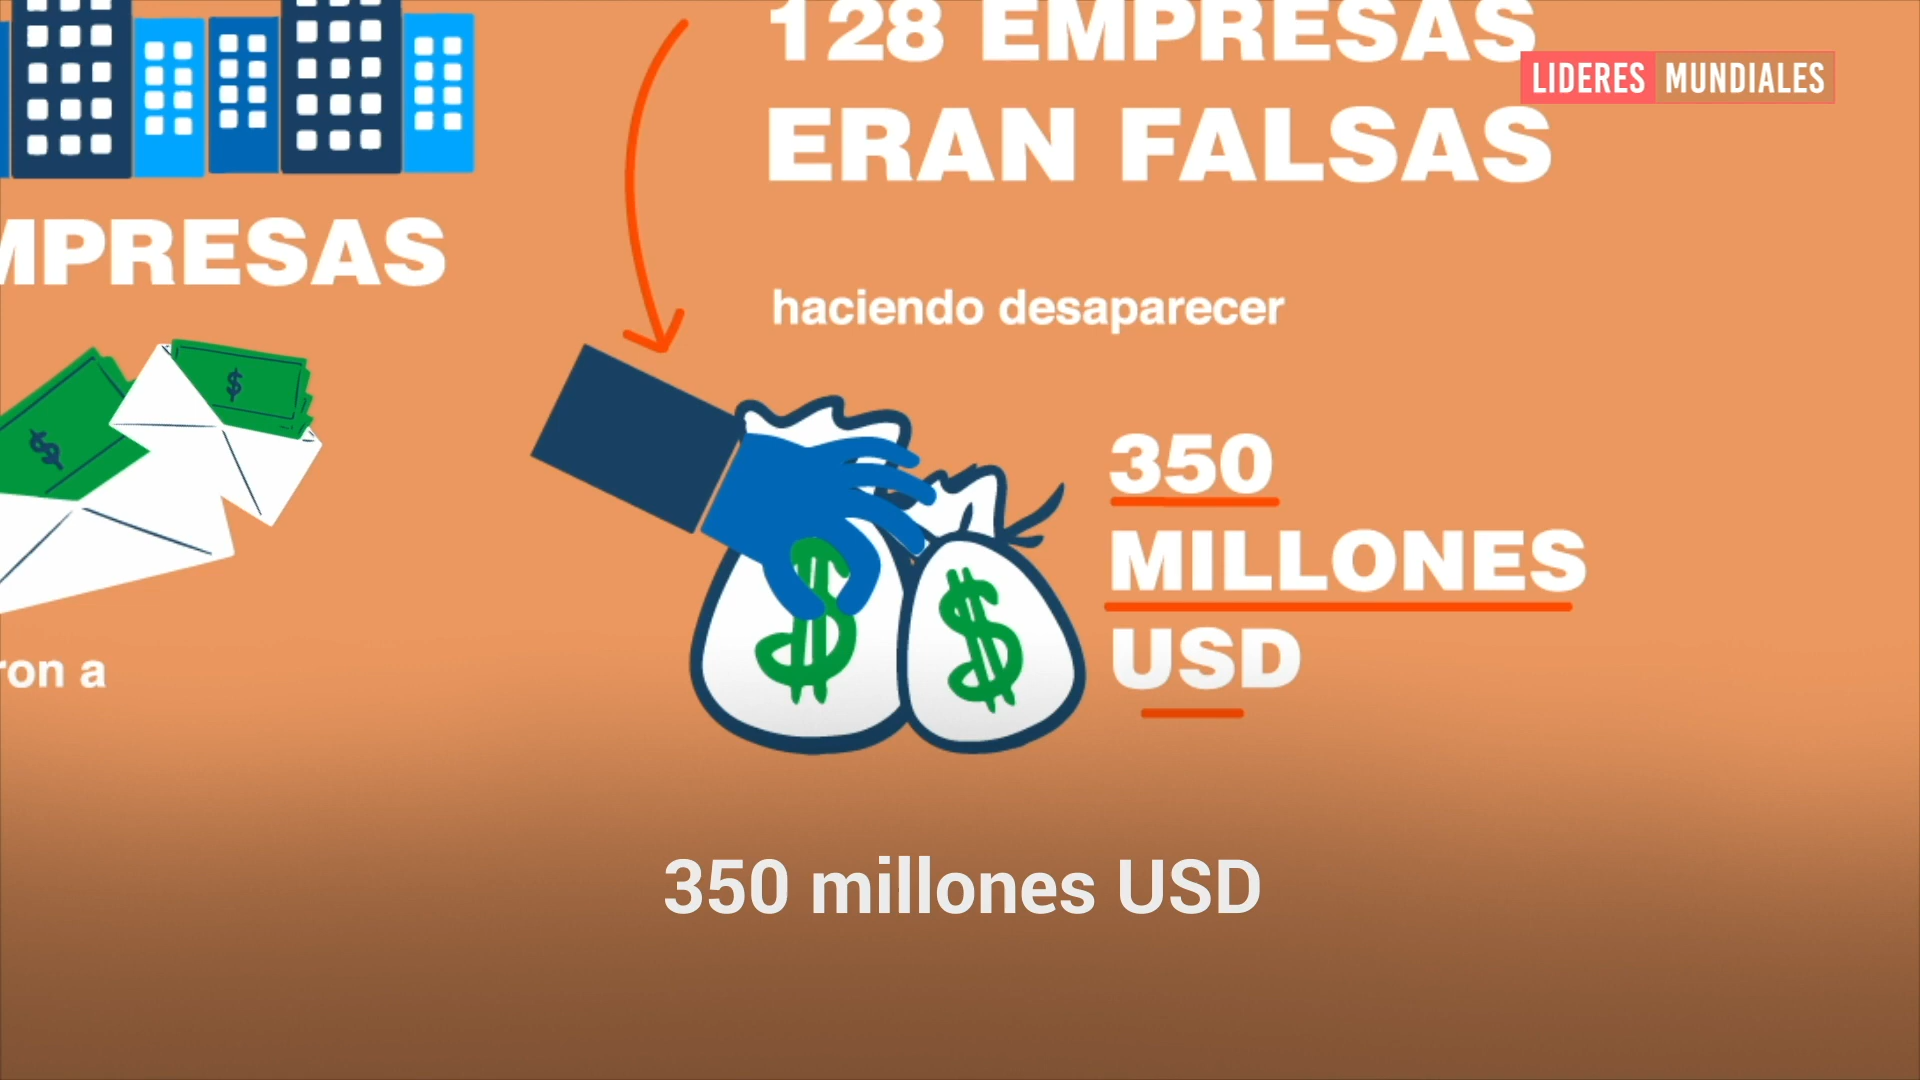 128 EMPRESAS
ERAN FALSAS
LIDERES MUNDIALES
MPRESAS
haciendo desaparecer
$
$
350
MILLONES
USD
$
$
ron a
350 millones USD